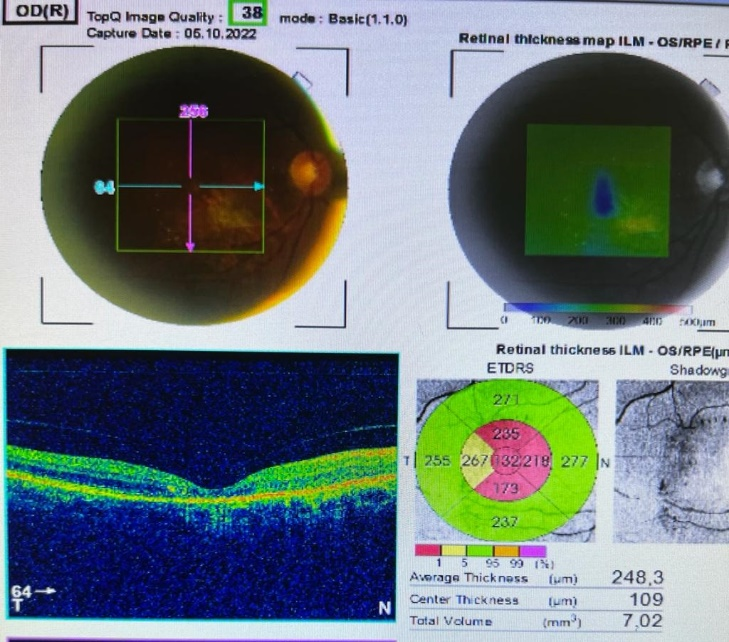 OD(R) TopQ Image Quality : 38 mode : Basic(1.1.0)
Capture Date : 05.10.2022
Retinal thickness map ILM - OS/RPE /
256
64
0 100 200 300 400 500μm
Retinal thickness ILM - OS/RPE(μm
ETDRS
Shadowg
271
235
T 255 267 132 218 277 N
173
237
1 5 95 99 (%)
64
T N
Average Thickness (μm) 248,3
Center Thickness (μm) 109
Total Volume (mm³) 7,02